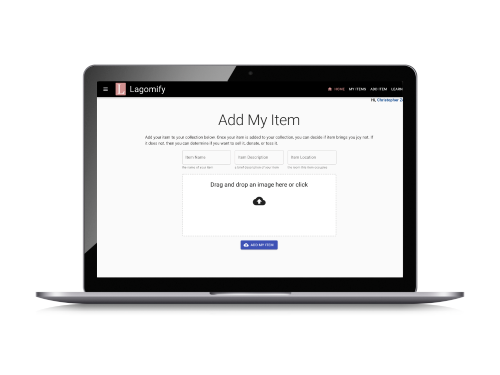 L Lagomify HOME MY ITEMS ADD ITEM LEARN
Hi, Christopher Ze
Add My Item
Add your item to your collection below. Once your item is added to your collection, you can decide if item brings you joy not. If
it does not, then you can determine if you want to sell it, donate, or toss it.
Item Name Item Description Item Location
Drag and drop an image here or click
ADD MY ITEM